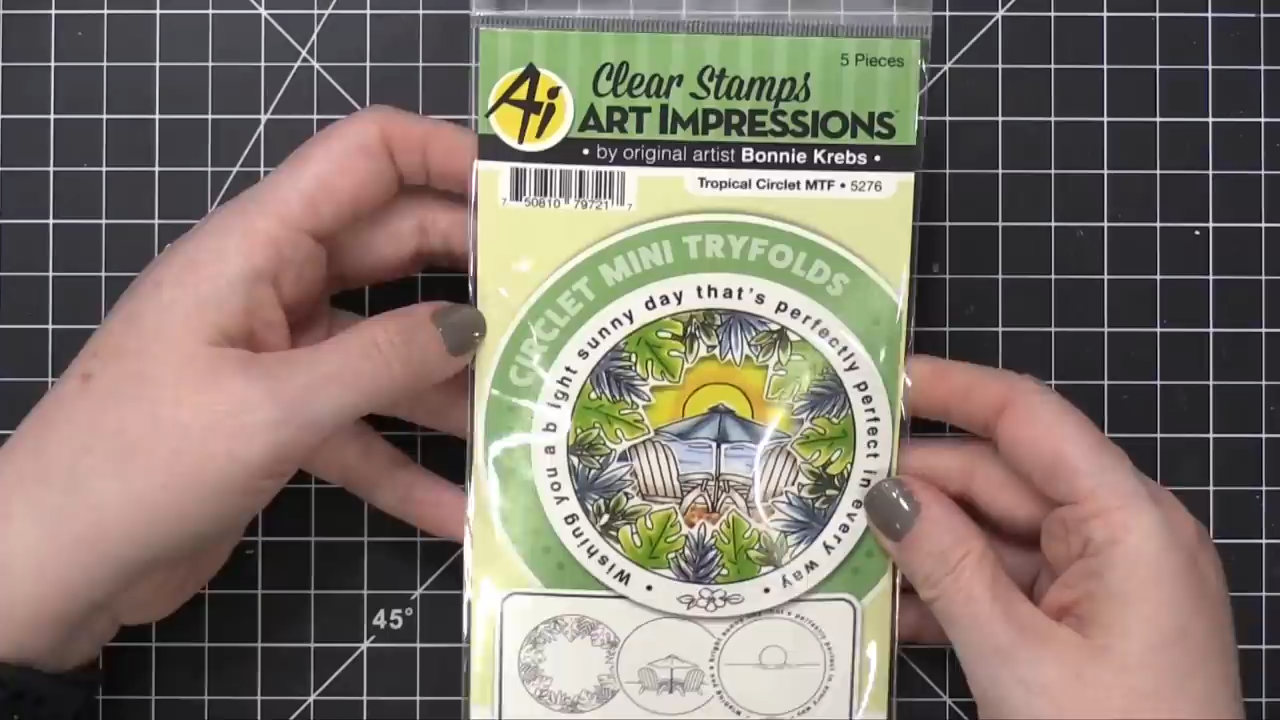 5 Pieces
Ai
Clear Stamps
ART IMPRESSIONS
• by original artist Bonnie Krebs •
Tropical Circlet MTF • 5276
7 50810 79721 7
CIRCLET MINI TRYFOLDS
• Wishing you a b ight sunny day that's perfectly perfect in every way •
45°